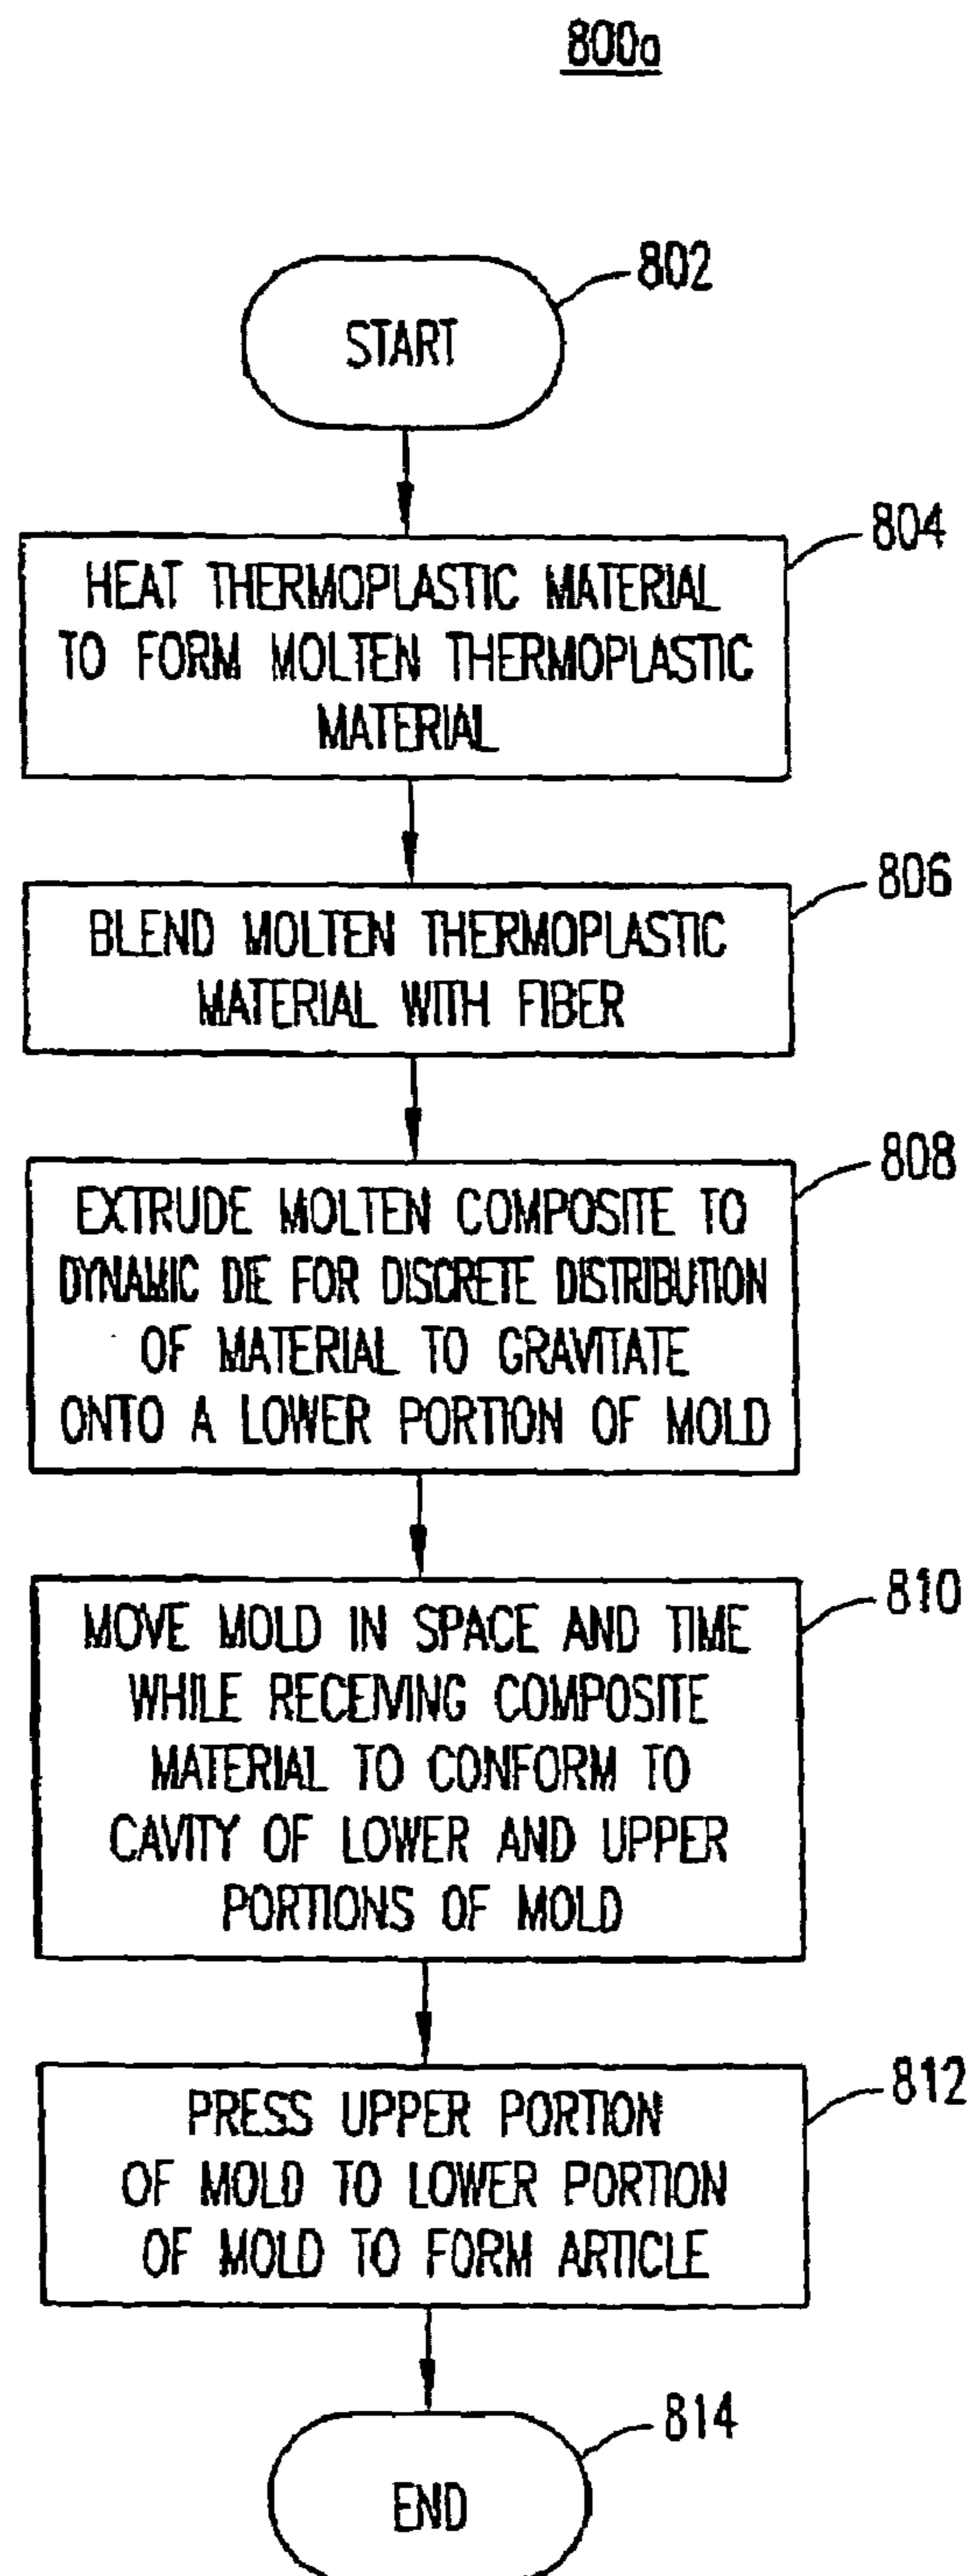 800a
802
START
804
HEAT THERMOPLASTIC MATERIAL
TO FORM MOLTEN THERMOPLASTIC
MATERIAL
806
BLEND MOLTEN THERMOPLASTIC
MATERIAL WITH FIBER
808
EXTRUDE MOLTEN COMPOSITE TO
DYNAMIC DIE FOR DISCRETE DISTRIBUTION
OF MATERIAL TO GRAVITATE
ONTO A LOWER PORTION OF MOLD
810
MOVE MOLD IN SPACE AND TIME
WHILE RECEIVING COMPOSITE
MATERIAL TO CONFORM TO
CAVITY OF LOWER AND UPPER
PORTIONS OF MOLD
812
PRESS UPPER PORTION
OF MOLD TO LOWER PORTION
OF MOLD TO FORM ARTICLE
814
END